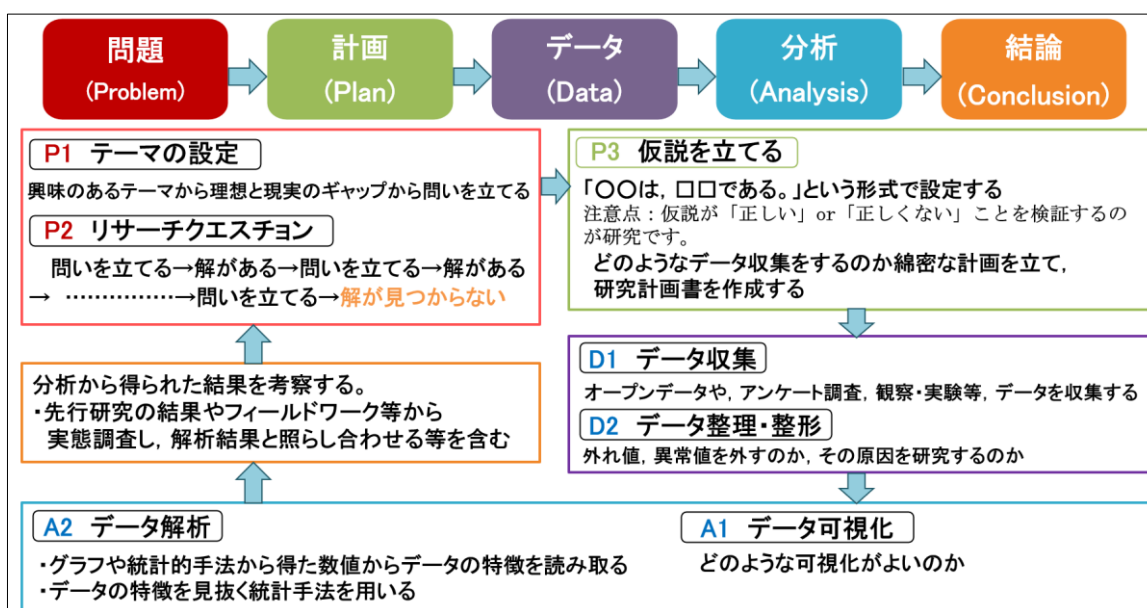 問題
(Problem)
計画
(Plan)
データ
(Data)
分析
(Analysis)
結論
(Conclusion)
P1 テーマの設定
興味のあるテーマから理想と現実のギャップから問いを立てる
P2 リサーチクエスチョン
問いを立てる→解がある→問いを立てる→解がある
→ ……………→問いを立てる→解が見つからない
P3 仮説を立てる
「〇〇は, □□である。」という形式で設定する
注意点：仮説が「正しい」or「正しくない」ことを検証するの
が研究です。
どのようなデータ収集をするのか綿密な計画を立て,
研究計画書を作成する
D1 データ収集
オープンデータや, アンケート調査, 観察・実験等, データを収集する
D2 データ整理・整形
外れ値, 異常値を外すのか, その原因を研究するのか
A1 データ可視化
どのような可視化がよいのか
A2 データ解析
・グラフや統計的手法から得た数値からデータの特徴を読み取る
・データの特徴を見抜く統計手法を用いる
分析から得られた結果を考察する。
・先行研究の結果やフィールドワーク等から
実態調査し, 解析結果と照らし合わせる等を含む